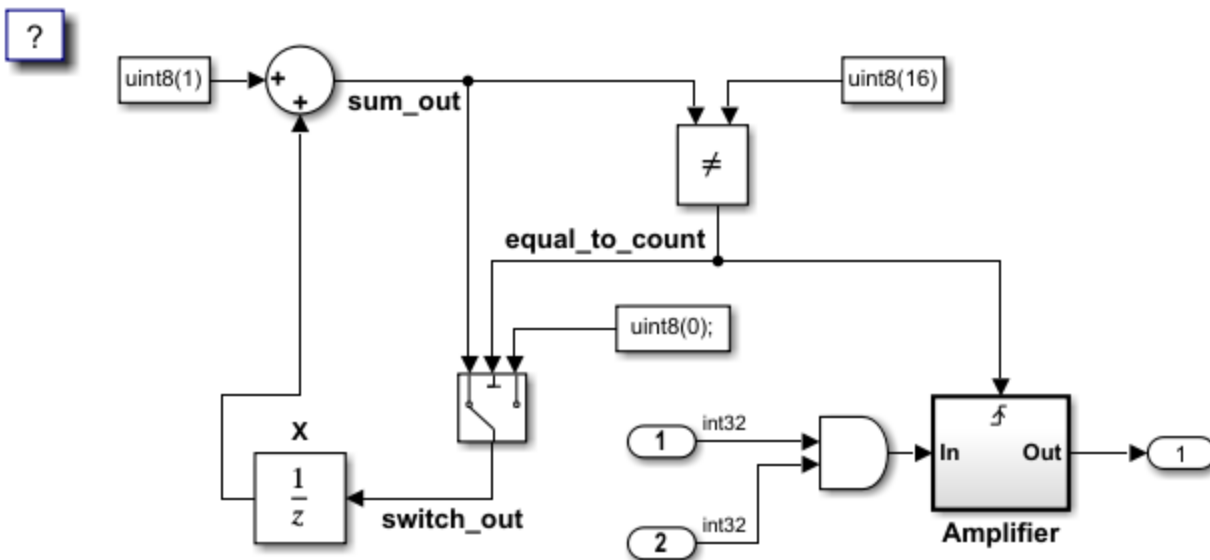 ?
uint8(1)
+
+
sum_out
uint8(16)
≠
equal_to_count
uint8(0);
X
1
z
switch_out
1
int32
2
int32
In
Out
Amplifier
1